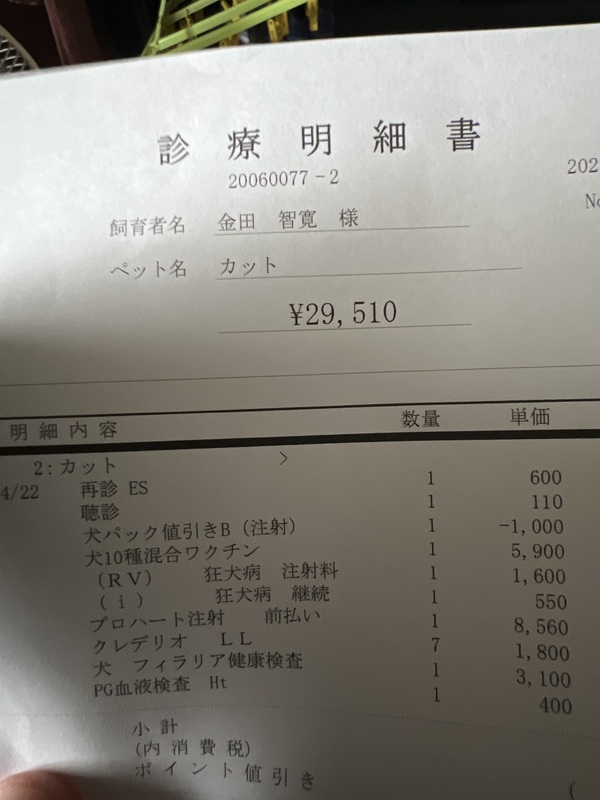 診療明細書
20060077-2
202
No
飼育者名 金田 智寛 様
ペット名 カット
¥29,510
明細内容 数量 単価
2:カット
4/22 再診 ES 1 600
聴診 1 110
犬パック値引きB(注射) 1 -1,000
犬10種混合ワクチン 1 5,900
(RV) 狂犬病 注射料 1 1,600
(i) 狂犬病 継続 1 550
プロハート注射 前払い 1 8,560
クレデリオ LL 7 1,800
犬 フィラリア健康検査 1 3,100
PG血液検査 Ht 1 400
小計
(内消費税)
ポイント値引き
(